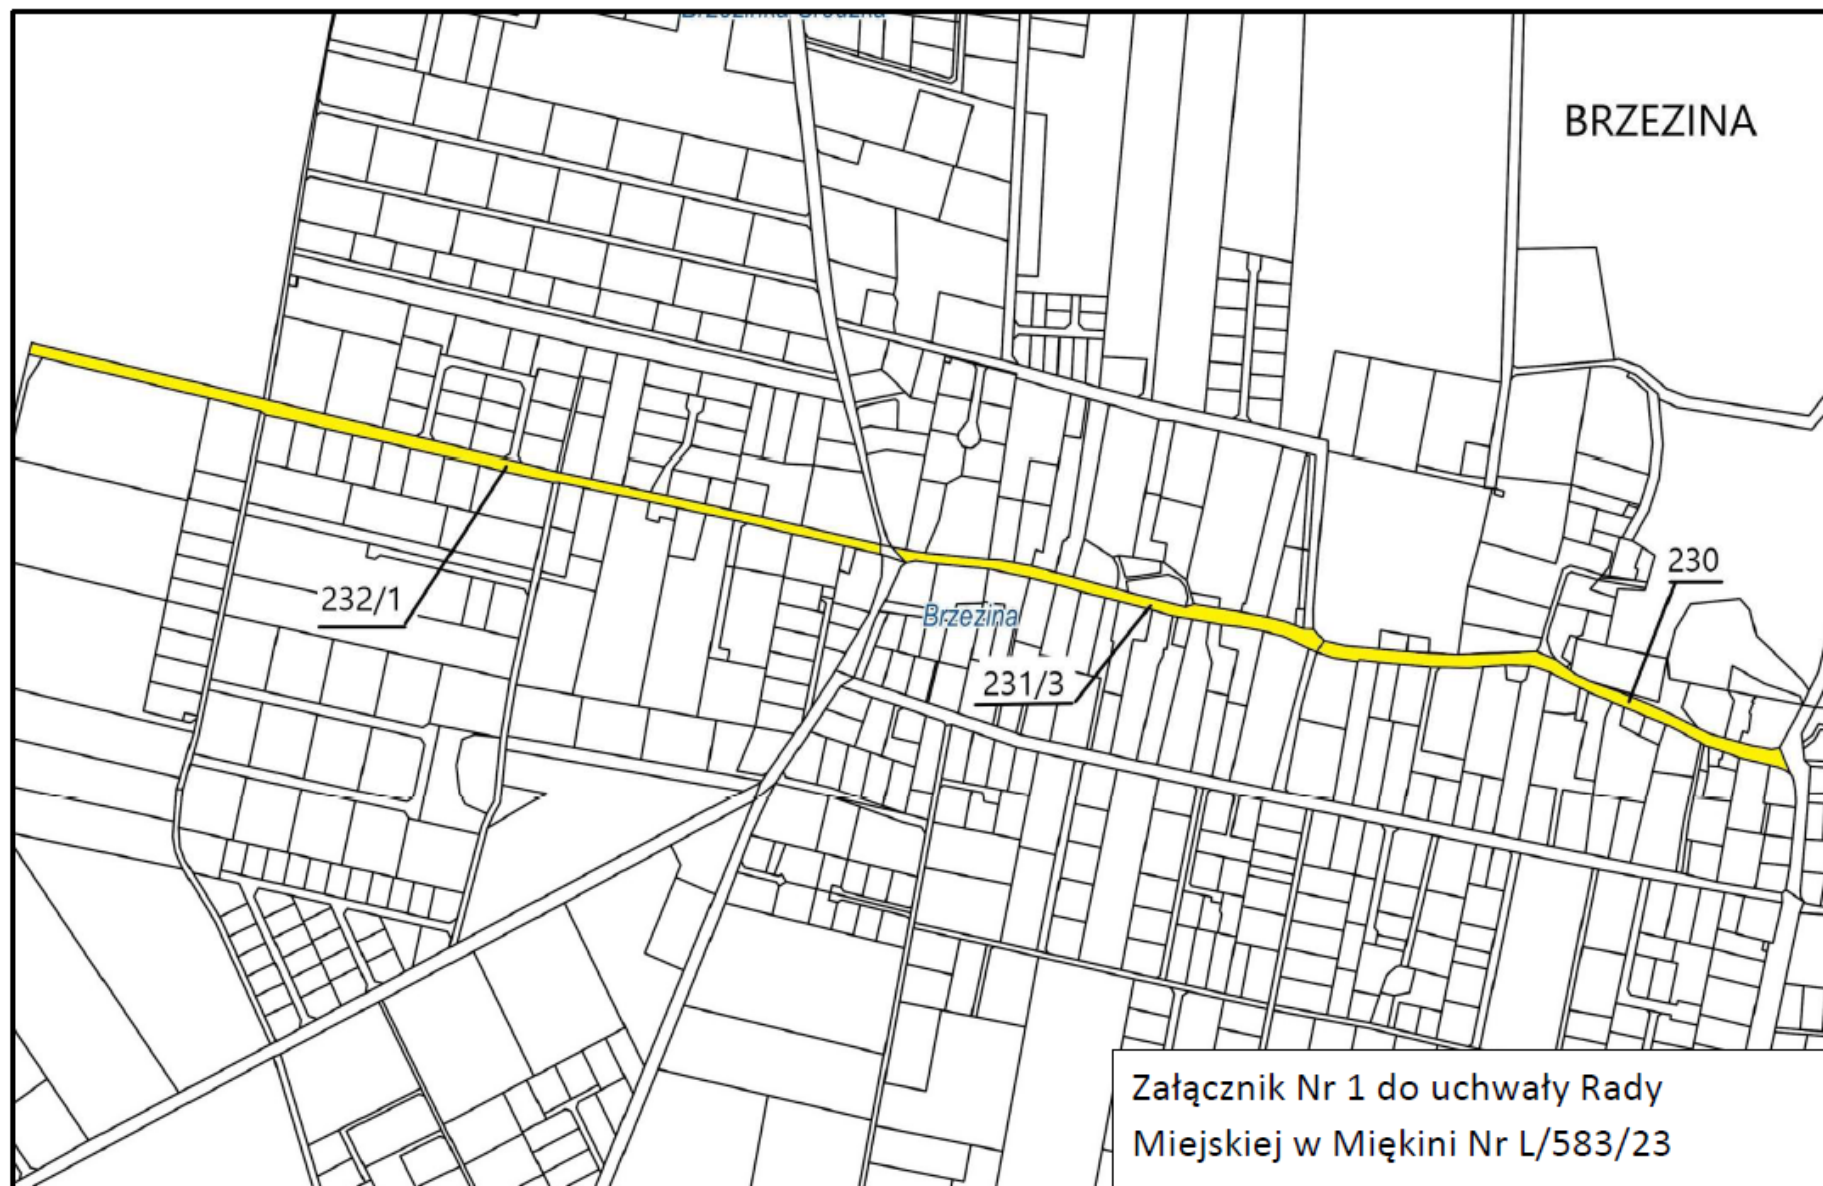 BRZEZINA
232/1
Brzezina
231/3
230
Załącznik Nr 1 do uchwały Rady
Miejskiej w Miękini Nr L/583/23